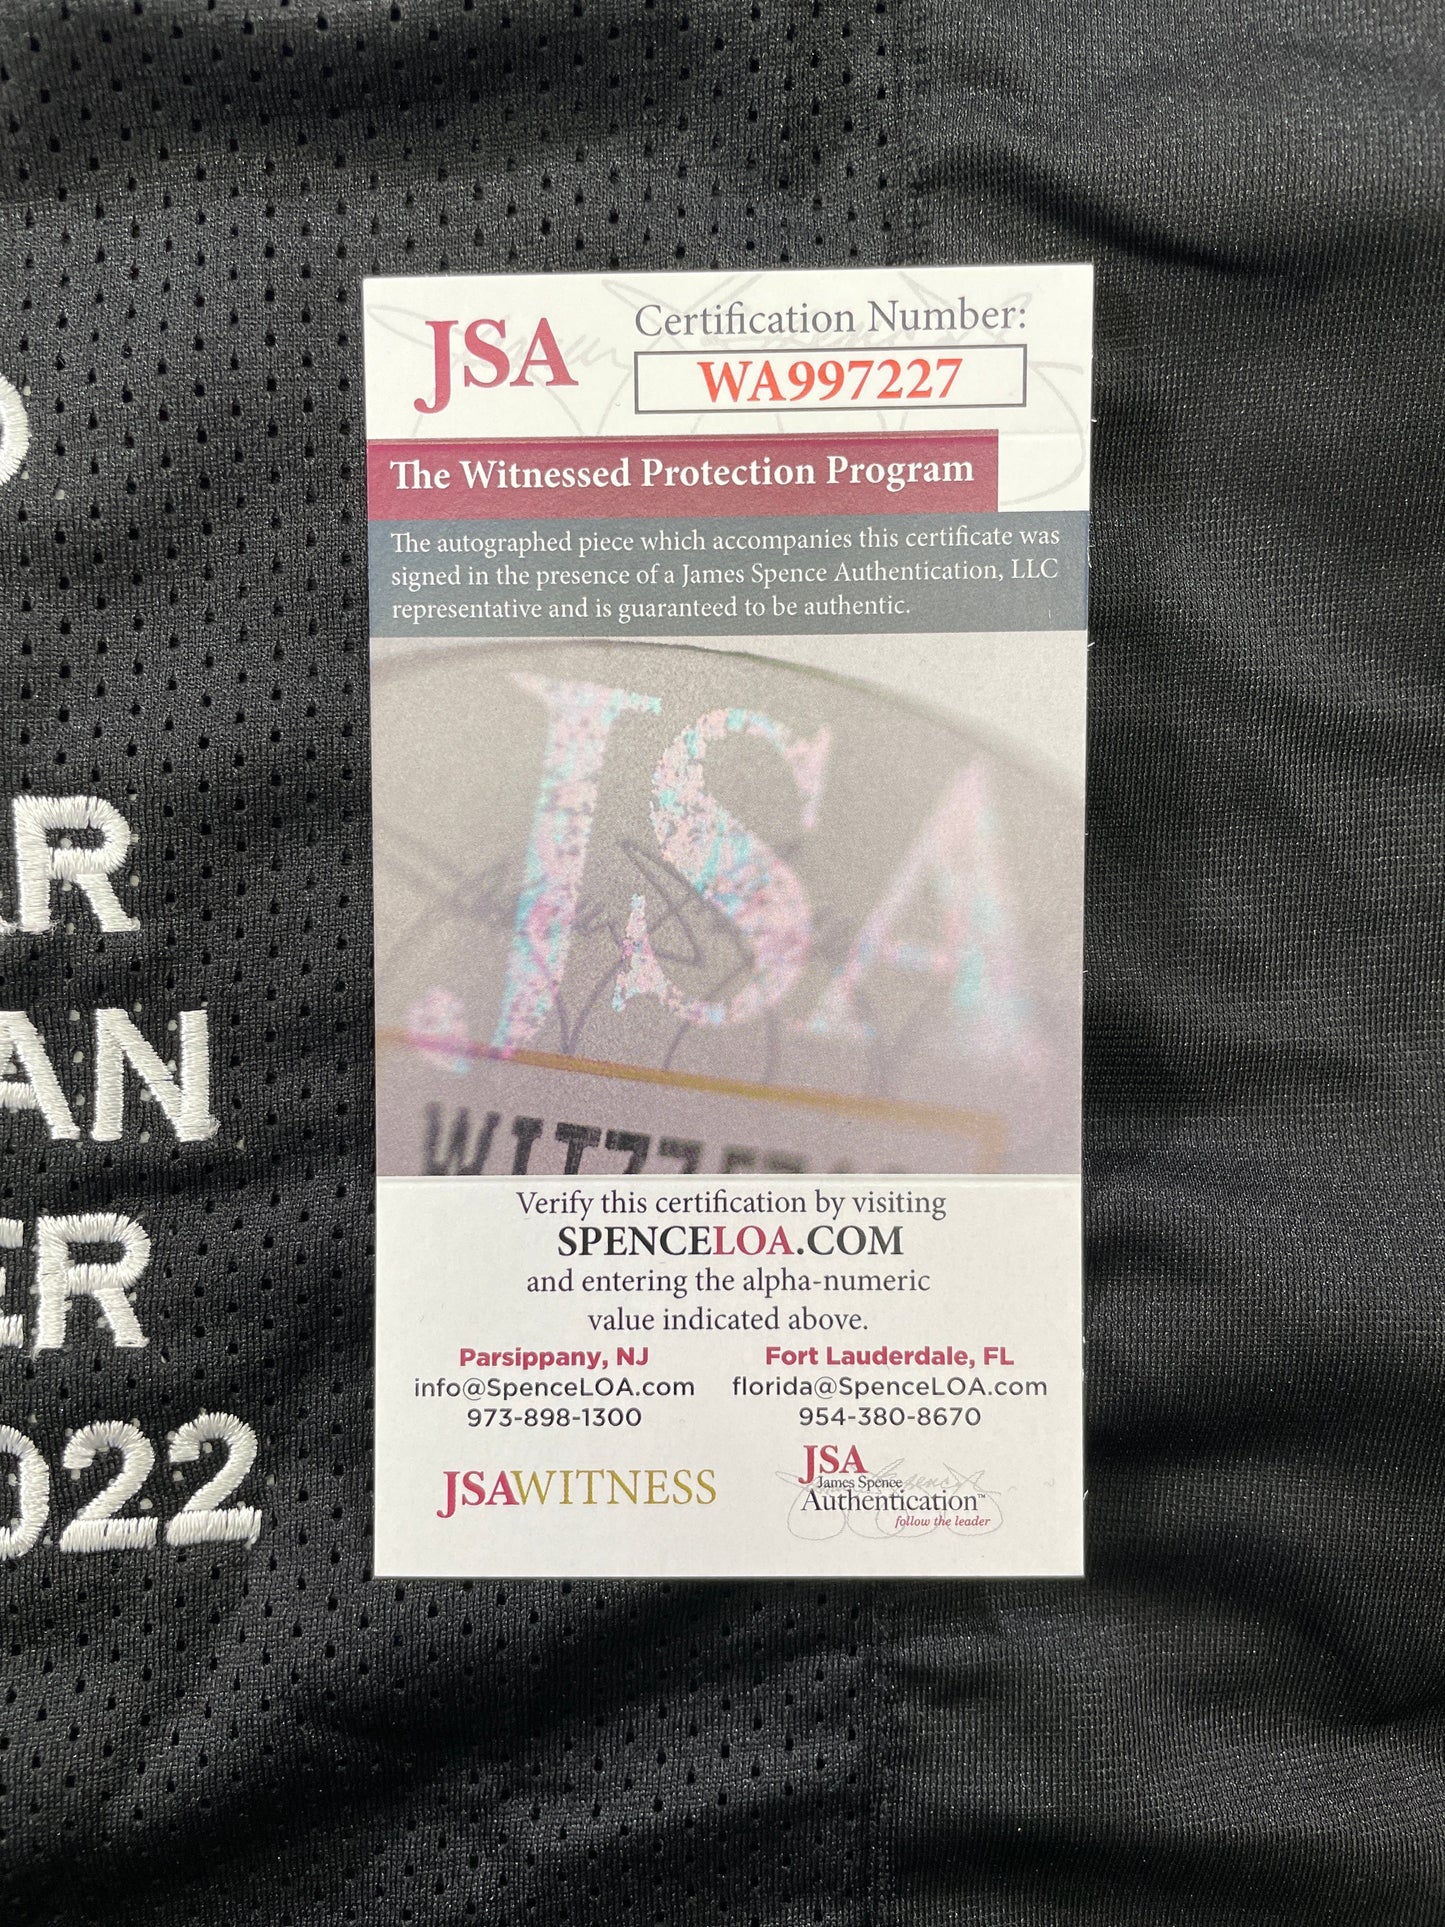 JSA
Certification Number:
WA997227
The Witnessed Protection Program
The autographed piece which accompanies this certificate was
signed in the presence of a James Spence Authentication, LLC
representative and is guaranteed to be authentic.
JSA
Verify this certification by visiting
SPENCELOA.COM
and entering the alpha-numeric
value indicated above.
Parsippany, NJ
info@SpenceLOA.com
973-898-1300
Fort Lauderdale, FL
florida@SpenceLOA.com
954-380-8670
JSAWITNESS
JSA
James Spence
Authentication™
follow the leader
AR
AN
ER
022